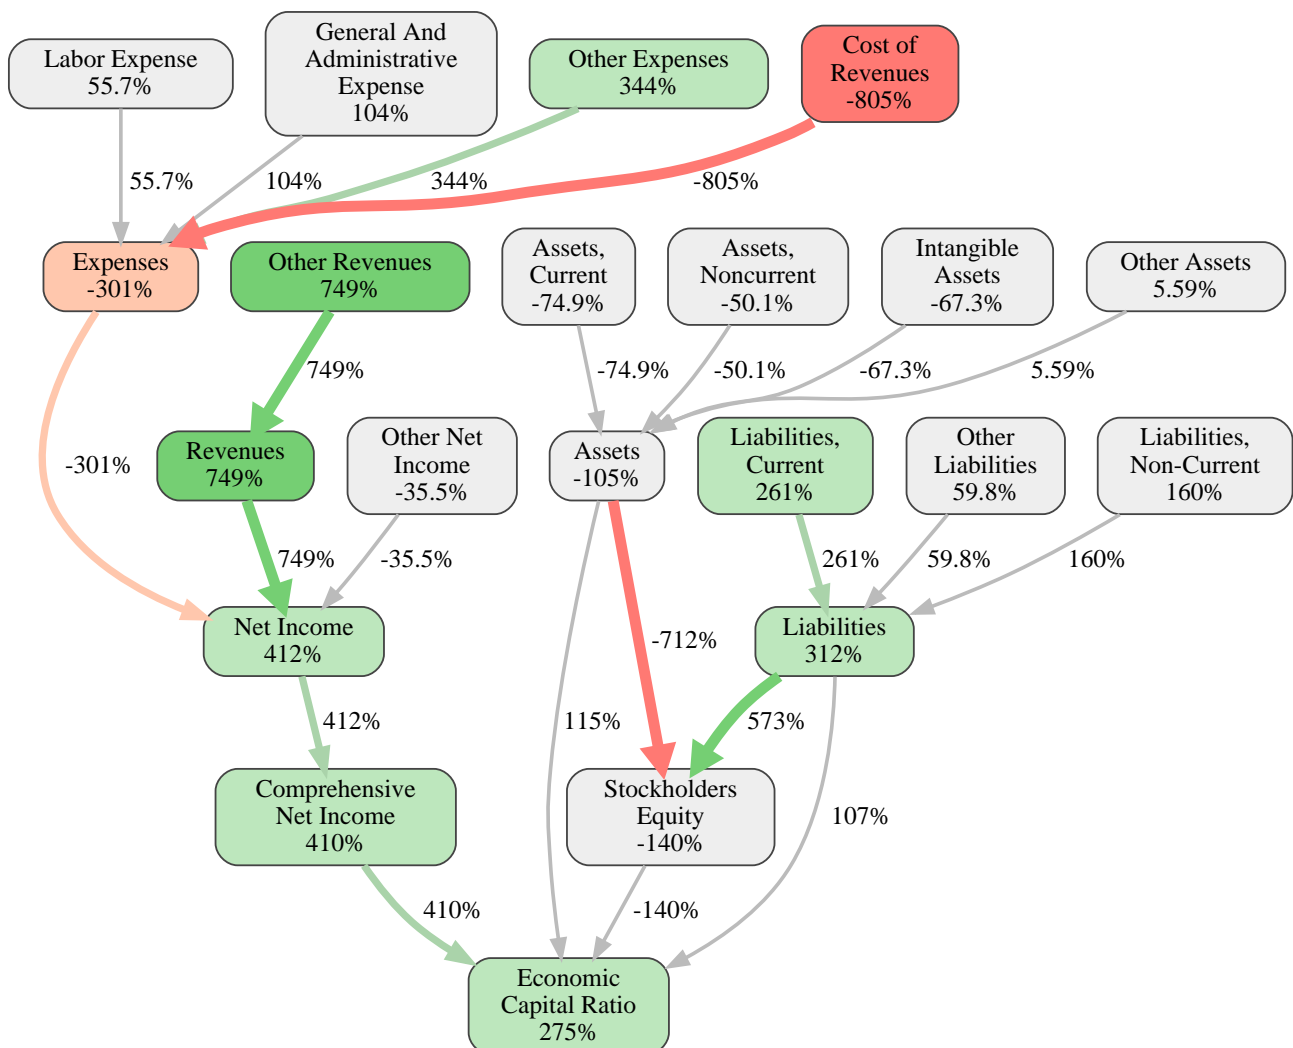 Labor Expense
55.7%
General And
Administrative
Expense
104%
Other Expenses
344%
Cost of
Revenues
-805%
55.7%
104%
344%
-805%
Expenses
-301%
Other Revenues
749%
Assets,
Current
-74.9%
Assets,
Noncurrent
-50.1%
Intangible
Assets
-67.3%
Other Assets
5.59%
749%
-74.9%
-50.1%
-67.3%
5.59%
-301%
Revenues
749%
Other Net
Income
-35.5%
Assets
-105%
Liabilities,
Current
261%
Other
Liabilities
59.8%
Liabilities,
Non-Current
160%
749%
-35.5%
261%
59.8%
160%
Net Income
412%
-712%
Liabilities
312%
412%
115%
573%
Comprehensive
Net Income
410%
Stockholders
Equity
-140%
107%
410%
-140%
Economic
Capital Ratio
275%